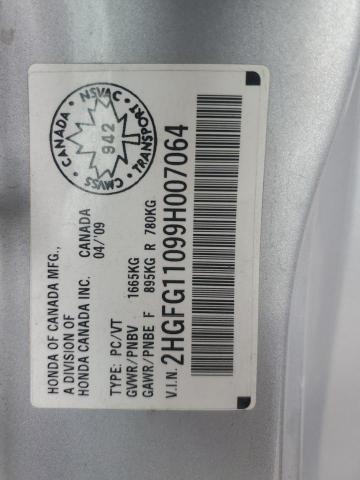 HONDA OF CANADA MFG.,
A DIVISION OF
HONDA CANADA INC. CANADA
04/'09
TYPE: PC/VT
GVWR/PNBV 1665KG
GAWR/PNBE F 895KG R 780KG
V.I.N. 2HGFG11099H007064
CANADA
NSVAC
TRANSPORT
CMVSS
942